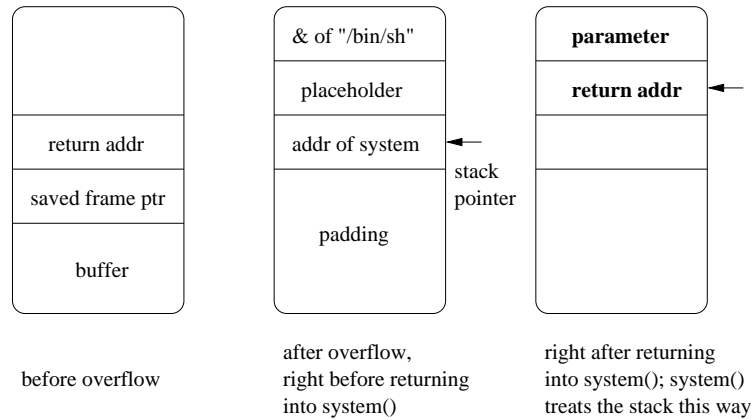 return addr
saved frame ptr
buffer
before overflow
& of "/bin/sh"
placeholder
addr of system
padding
stack
pointer
after overflow,
right before returning
into system()
parameter
return addr
right after returning
into system(); system()
treats the stack this way